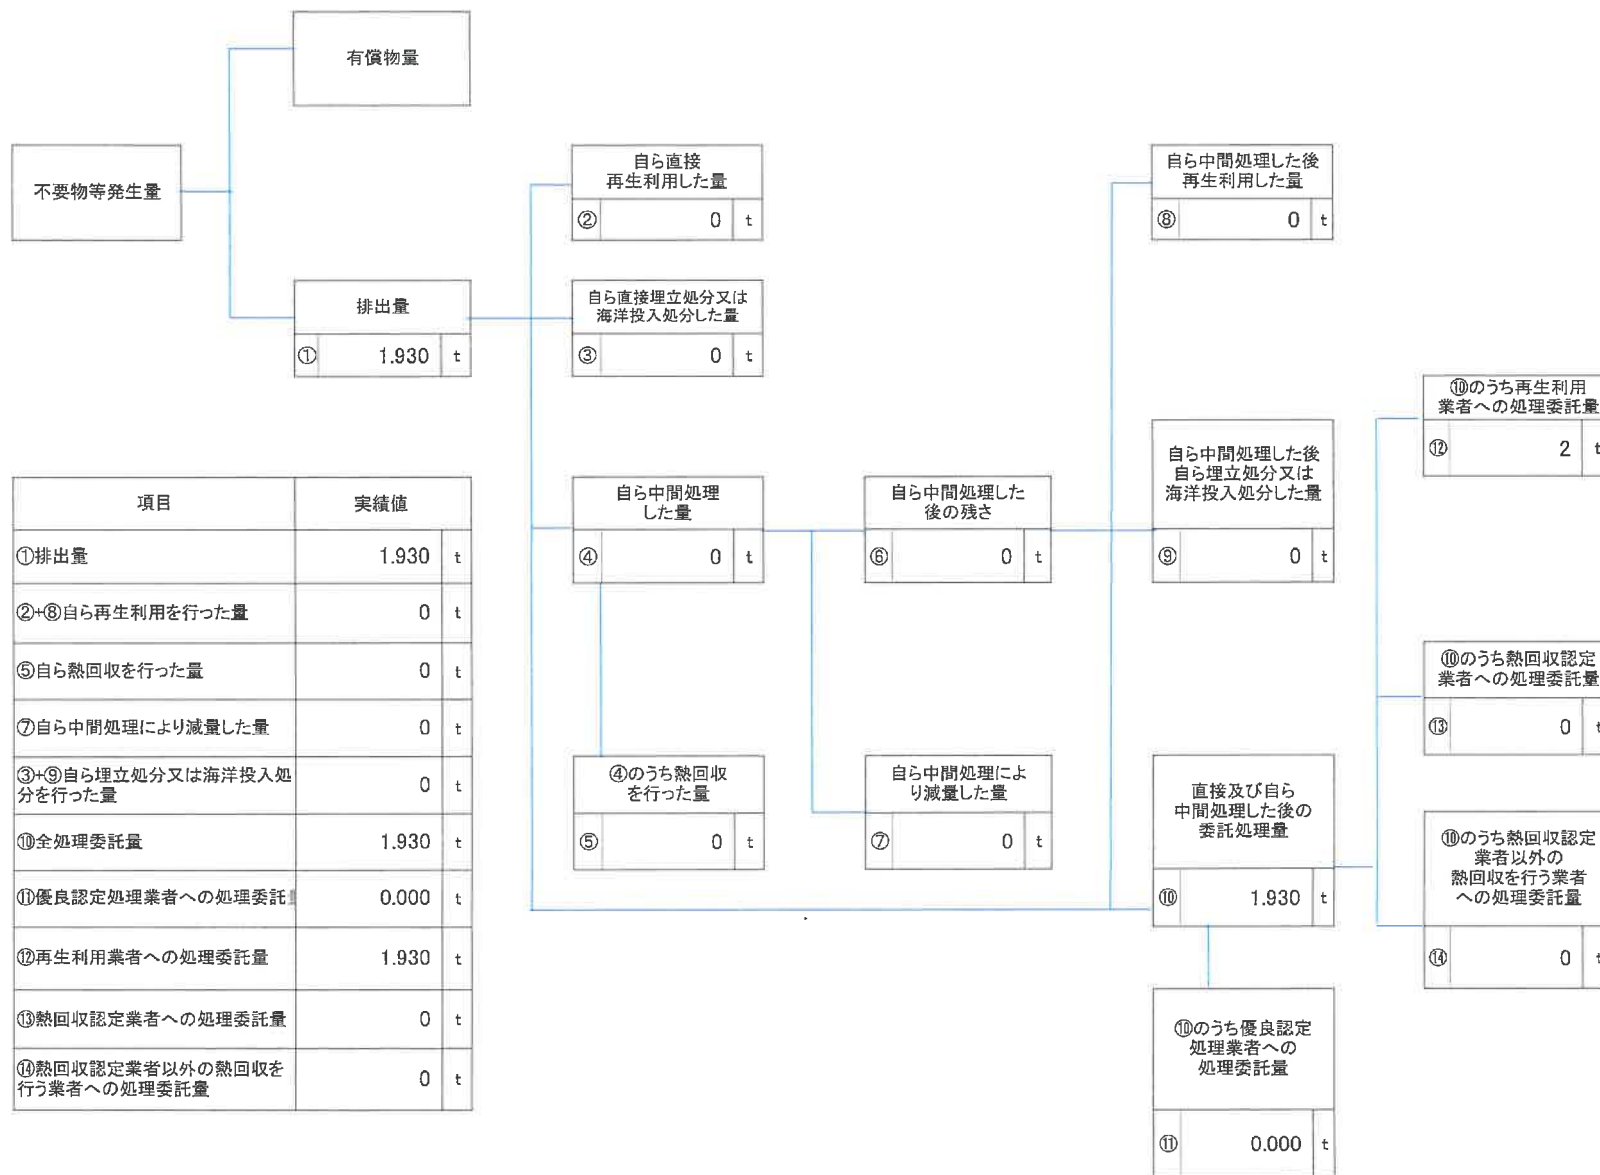 有償物量
不要物等発生量
排出量
① 1.930 t
自ら直接
再生利用した量
② 0 t
自ら直接埋立処分又は
海洋投入処分した量
③ 0 t
自ら中間処理
した量
④ 0 t
④のうち熱回収
を行った量
⑤ 0 t
自ら中間処理した
後の残さ
⑥ 0 t
自ら中間処理によ
り減量した量
⑦ 0 t
自ら中間処理した後
再生利用した量
⑧ 0 t
自ら中間処理した後
自ら埋立処分又は
海洋投入処分した量
⑨ 0 t
直接及び自ら
中間処理した後の
委託処理量
⑩ 1.930 t
⑩のうち優良認定
処理業者への
処理委託量
⑪ 0.000 t
⑩のうち再生利用
業者への処理委託量
⑫ 2 t
⑩のうち熱回収認定
業者への処理委託量
⑬ 0 t
⑩のうち熱回収認定
業者以外の
熱回収を行う業者
への処理委託量
⑭ 0 t
項目 実績値
①排出量 1.930 t
②+⑧自ら再生利用を行った量 0 t
⑤自ら熱回収を行った量 0 t
⑦自ら中間処理により減量した量 0 t
③+⑨自ら埋立処分又は海洋投入処
分を行った量 0 t
⑩全処理委託量 1.930 t
⑪優良認定処理業者への処理委託 0.000 t
⑫再生利用業者への処理委託量 1.930 t
⑬熱回収認定業者への処理委託量 0 t
⑭熱回収認定業者以外の熱回収を
行う業者への処理委託量 0 t